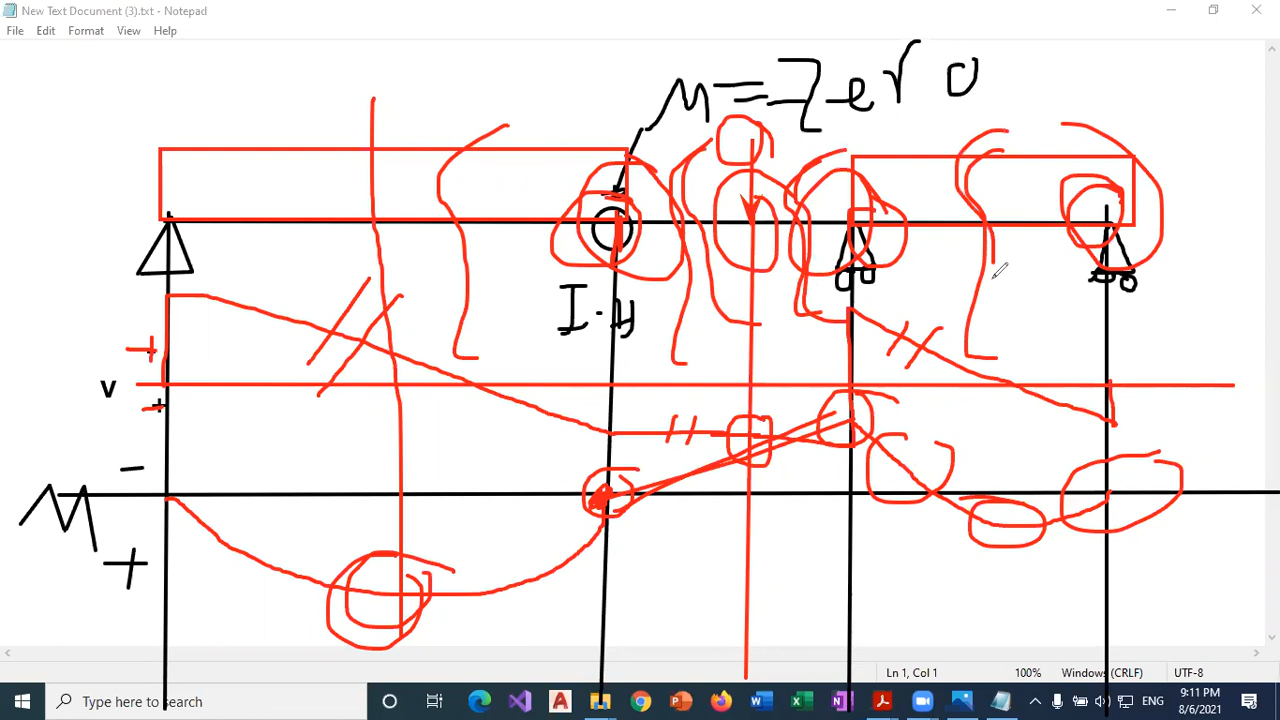 New Text Document (3).txt - Notepad
File Edit Format View Help
M = Zero
I.H
+
V
+
-
M
+
Ln 1, Col 1 100% Windows (CRLF) UTF-8
Type here to search
ENG
9:11 PM
8/6/2021